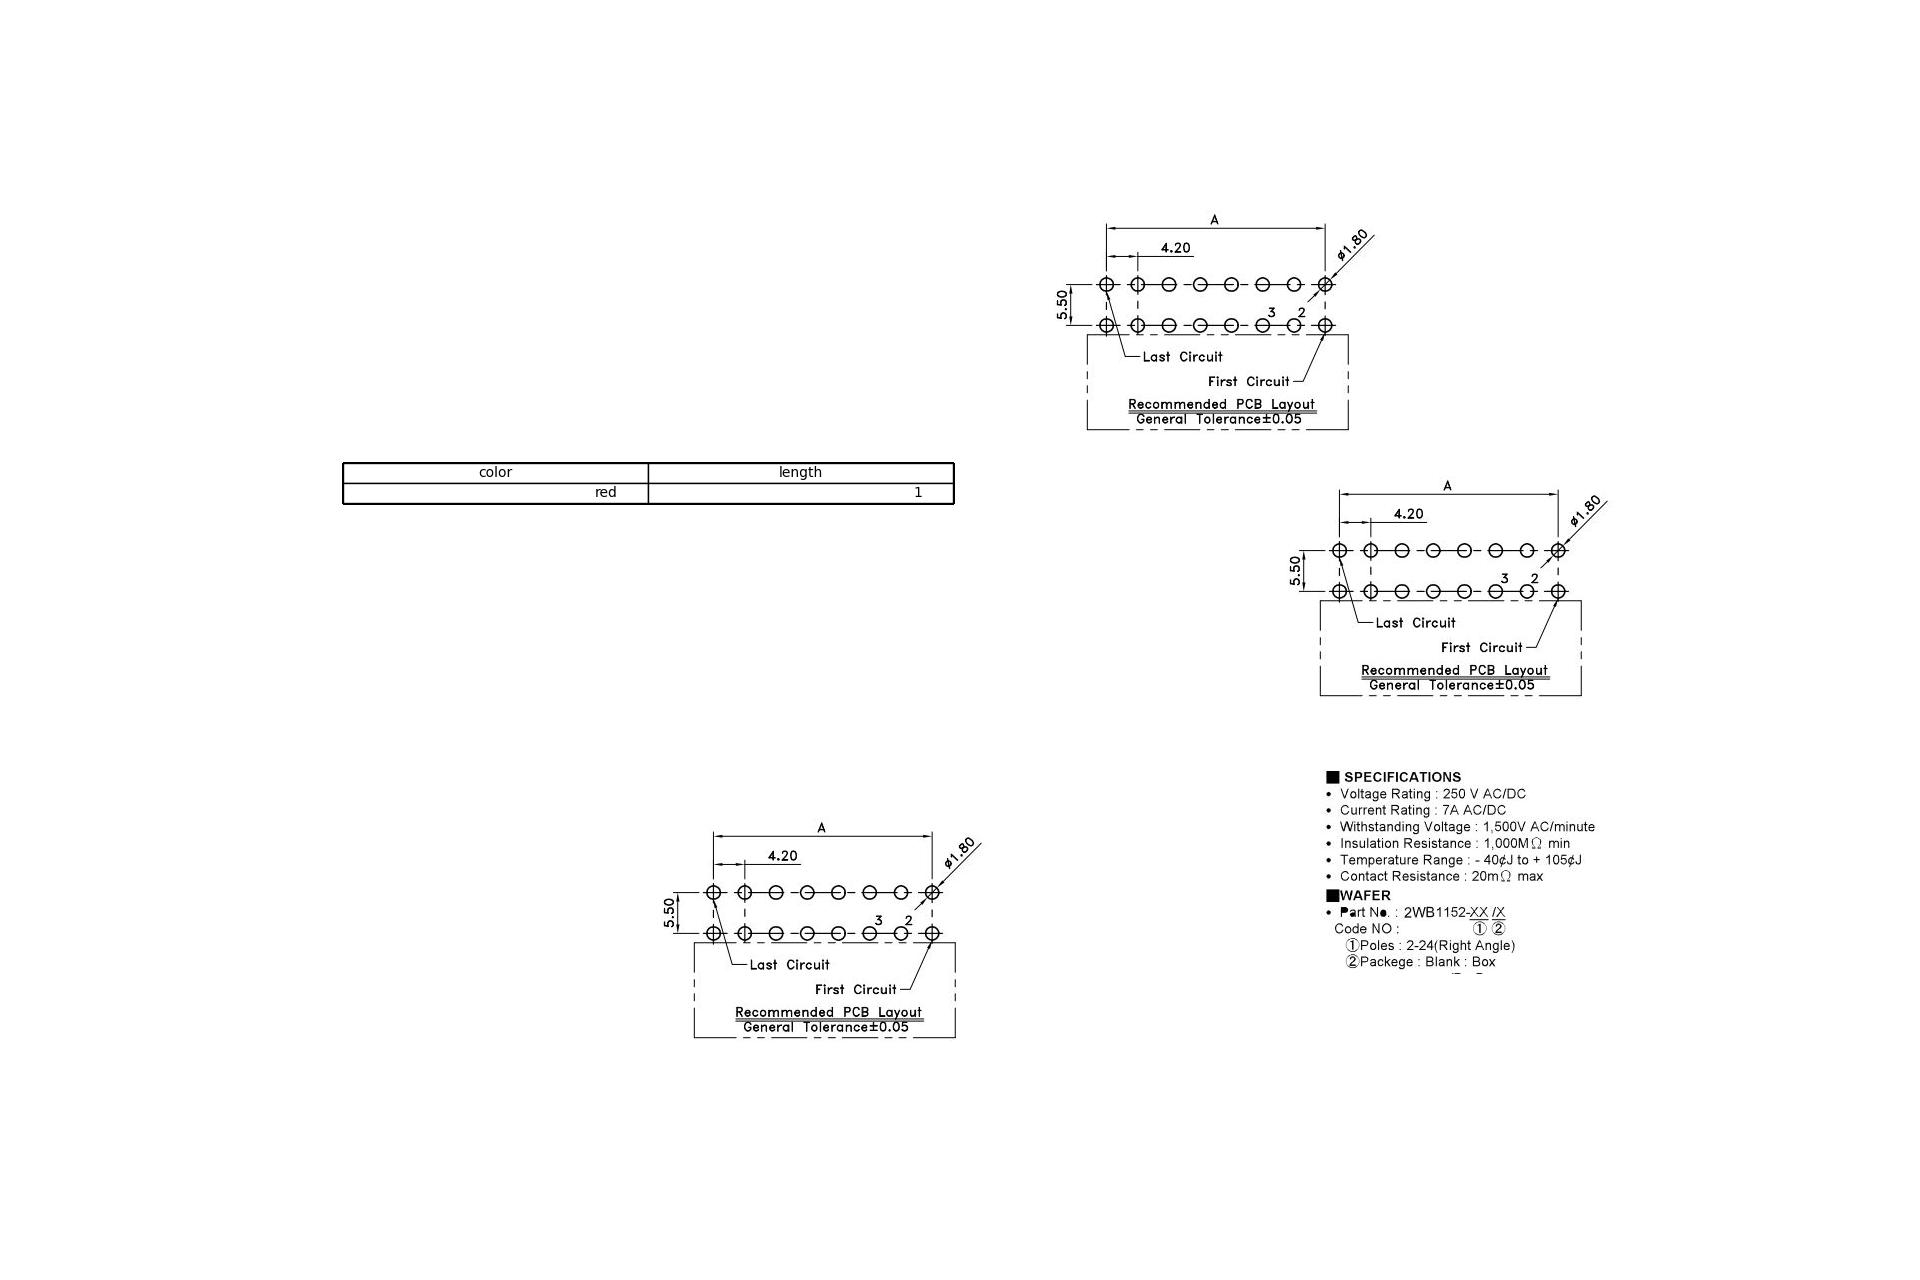 A
4.20
ø1.80
5.50
3 2
Last Circuit
First Circuit
Recommended PCB Layout
General Tolerance±0.05
color length
red 1
A
4.20
ø1.80
5.50
3 2
Last Circuit
First Circuit
Recommended PCB Layout
General Tolerance±0.05
■ SPECIFICATIONS
• Voltage Rating : 250 V AC/DC
• Current Rating : 7A AC/DC
• Withstanding Voltage : 1,500V AC/minute
• Insulation Resistance : 1,000MΩ min
• Temperature Range : - 40¢J to + 105¢J
• Contact Resistance : 20mΩ max
■WAFER
• Part No. : 2WB1152-XX /X
Code NO : ① ②
①Poles : 2-24(Right Angle)
②Packege : Blank : Box
A
4.20
ø1.80
5.50
3 2
Last Circuit
First Circuit
Recommended PCB Layout
General Tolerance±0.05